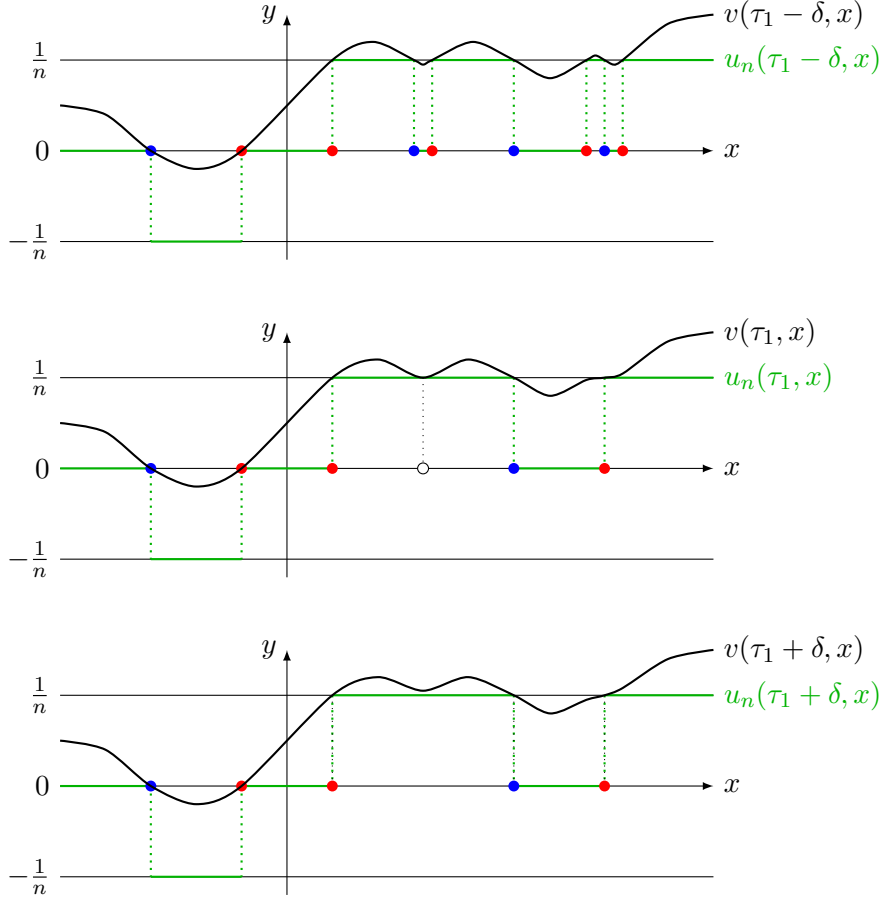 y
v(τ₁ − δ, x)
1/n
uₙ(τ₁ − δ, x)
0
x
−1/n
y
v(τ₁, x)
1/n
uₙ(τ₁, x)
0
x
−1/n
y
v(τ₁ + δ, x)
1/n
uₙ(τ₁ + δ, x)
0
x
−1/n